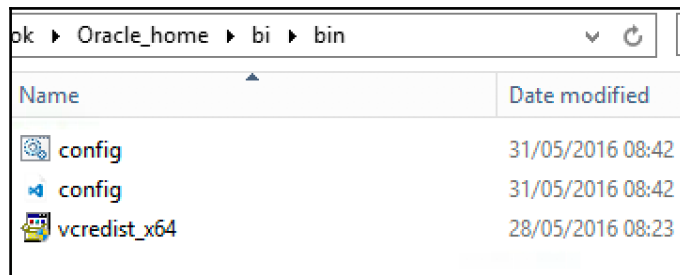 ok ▸ Oracle_home ▸ bi ▸ bin
Name Date modified
config 31/05/2016 08:42
config 31/05/2016 08:42
vcredist_x64 28/05/2016 08:23